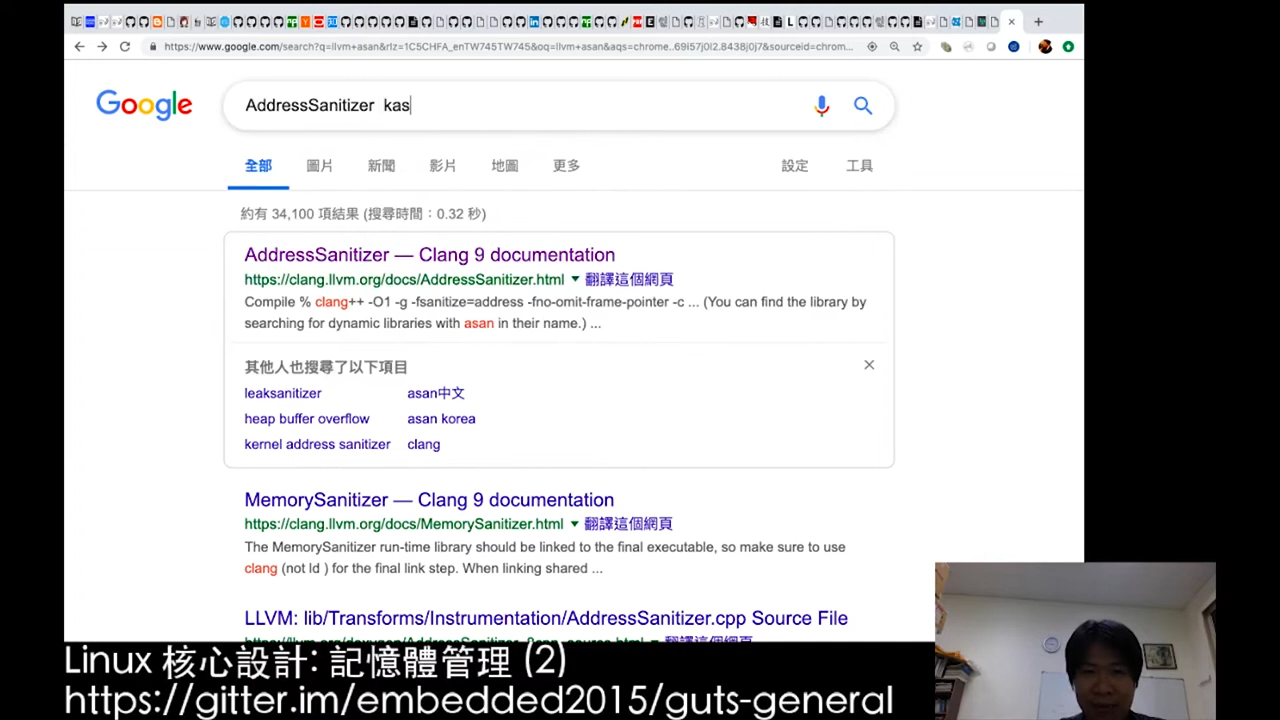 https://www.google.com/search?q=llvm+asan&rlz=1C5CHFA_enTW745TW745&oq=llvm+asan&aqs=chrome..69i57j0l2.8438j0j7&sourceid=chrom...
Google
AddressSanitizer kas
全部 圖片 新聞 影片 地圖 更多 設定 工具
約有 34,100 項結果 (搜尋時間：0.32 秒)
AddressSanitizer — Clang 9 documentation
https://clang.llvm.org/docs/AddressSanitizer.html ▼ 翻譯這個網頁
Compile % clang++ -O1 -g -fsanitize=address -fno-omit-frame-pointer -c ... (You can find the library by
searching for dynamic libraries with asan in their name.) ...
其他人也搜尋了以下項目
leaksanitizer asan中文
heap buffer overflow asan korea
kernel address sanitizer clang
MemorySanitizer — Clang 9 documentation
https://clang.llvm.org/docs/MemorySanitizer.html ▼ 翻譯這個網頁
The MemorySanitizer run-time library should be linked to the final executable, so make sure to use
clang (not ld ) for the final link step. When linking shared ...
LLVM: lib/Transforms/Instrumentation/AddressSanitizer.cpp Source File
Linux 核心設計: 記憶體管理 (2)
https://gitter.im/embedded2015/guts-general